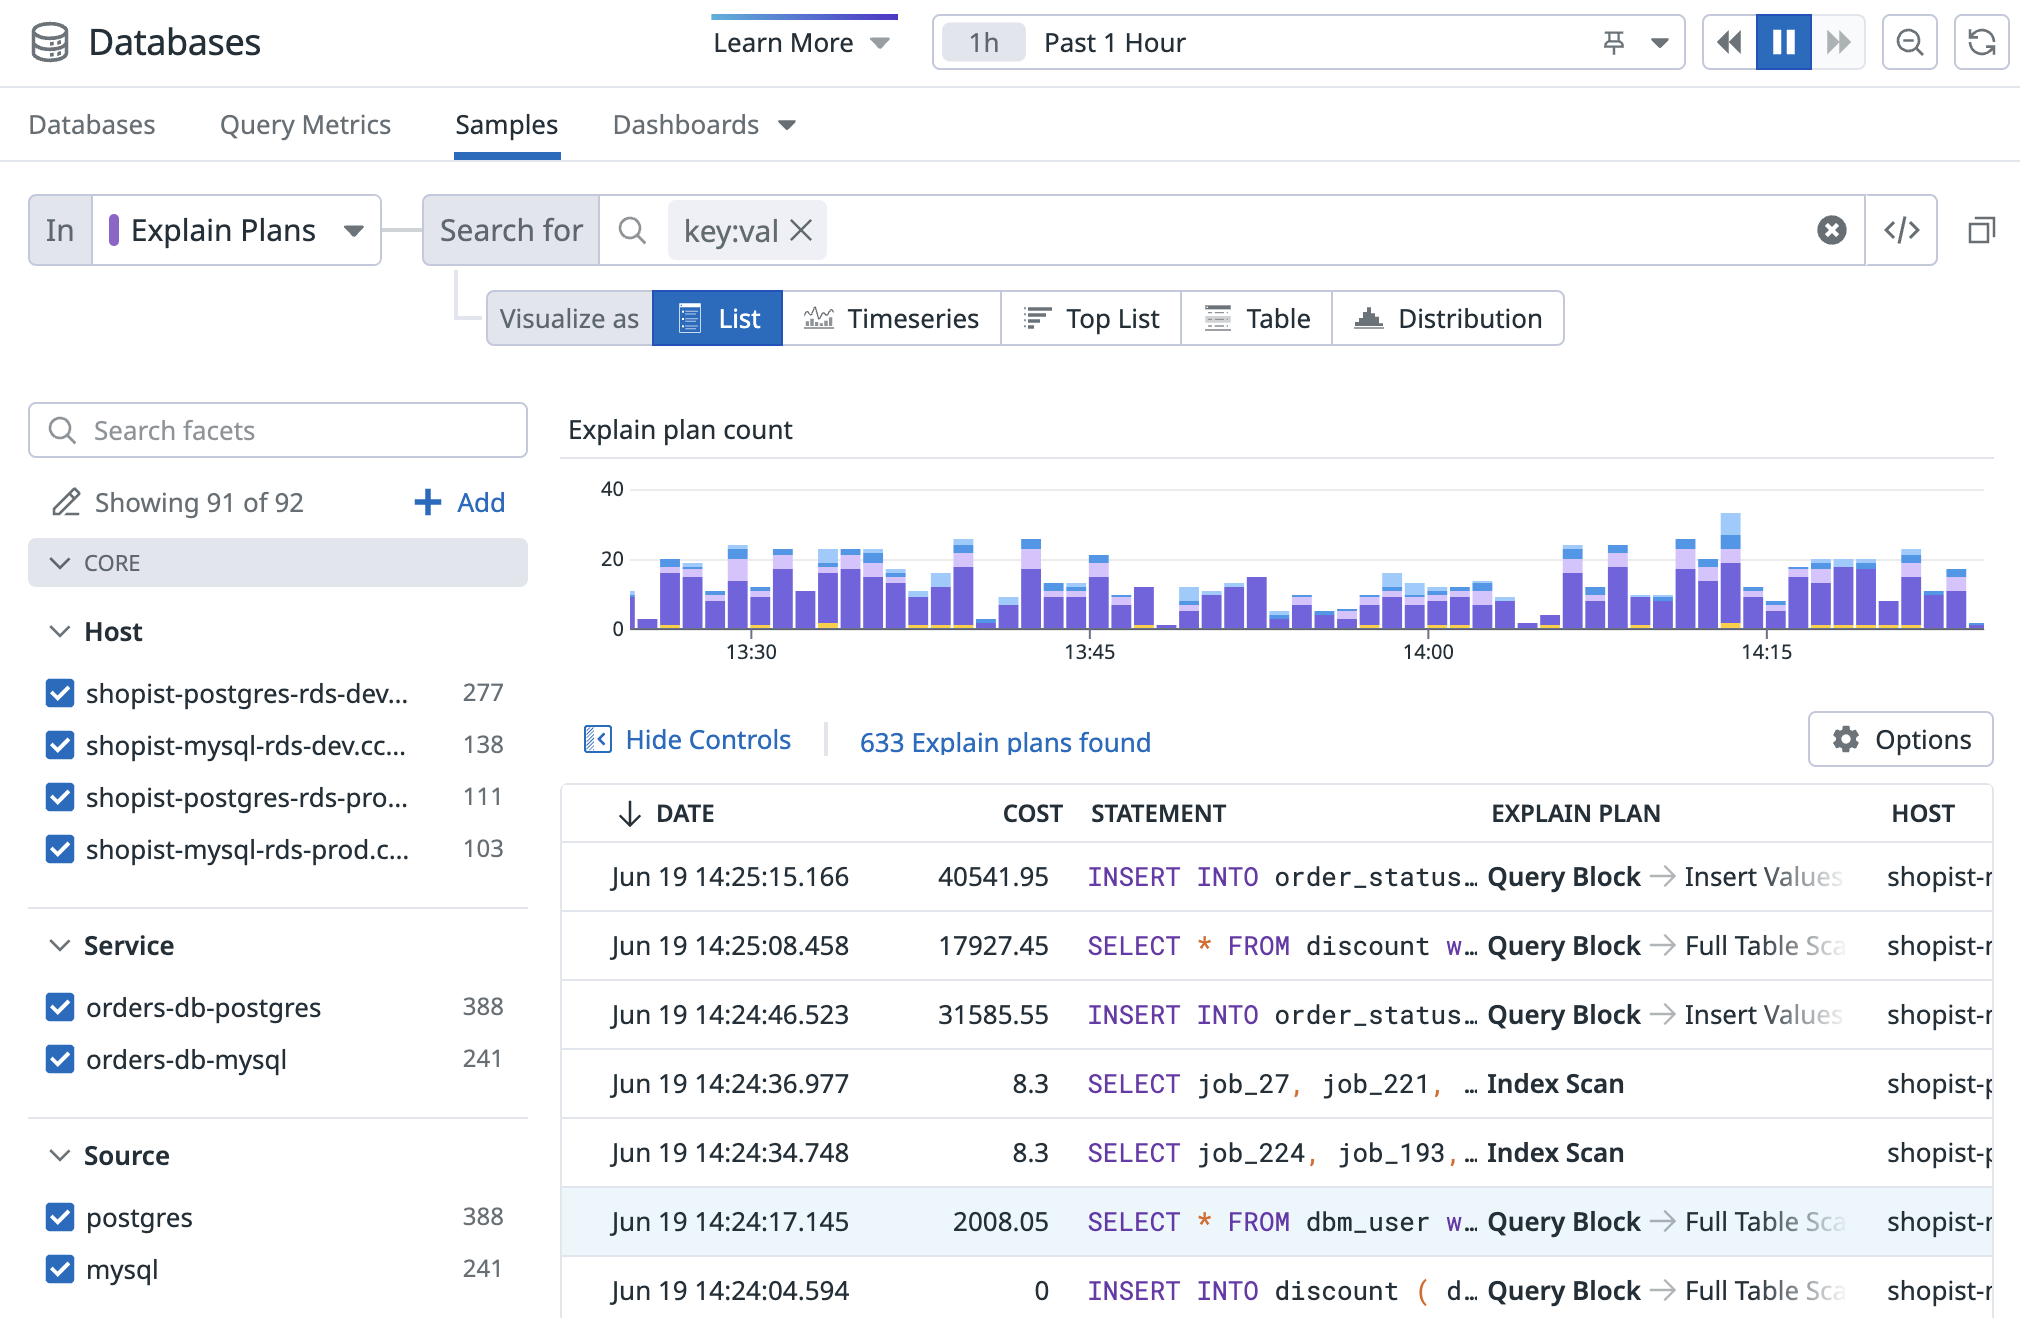 Databases
Learn More
1h Past 1 Hour
Databases Query Metrics Samples Dashboards
In Explain Plans Search for key:val </>
Visualize as List Timeseries Top List Table Distribution
Search facets
Showing 91 of 92 Add
CORE
Host
shopist-postgres-rds-dev... 277
shopist-mysql-rds-dev.cc... 138
shopist-postgres-rds-pro... 111
shopist-mysql-rds-prod.c... 103
Service
orders-db-postgres 388
orders-db-mysql 241
Source
postgres 388
mysql 241
Explain plan count
40
20
0
13:30 13:45 14:00 14:15
Hide Controls 633 Explain plans found Options
DATE COST STATEMENT EXPLAIN PLAN HOST
Jun 19 14:25:15.166 40541.95 INSERT INTO order_status… Query Block → Insert Values shopist-
Jun 19 14:25:08.458 17927.45 SELECT * FROM discount w… Query Block → Full Table Sca shopist-
Jun 19 14:24:46.523 31585.55 INSERT INTO order_status… Query Block → Insert Values shopist-
Jun 19 14:24:36.977 8.3 SELECT job_27, job_221, … Index Scan shopist-p
Jun 19 14:24:34.748 8.3 SELECT job_224, job_193,… Index Scan shopist-p
Jun 19 14:24:17.145 2008.05 SELECT * FROM dbm_user w… Query Block → Full Table Sca shopist-
Jun 19 14:24:04.594 0 INSERT INTO discount ( d… Query Block → Full Table Sca shopist-